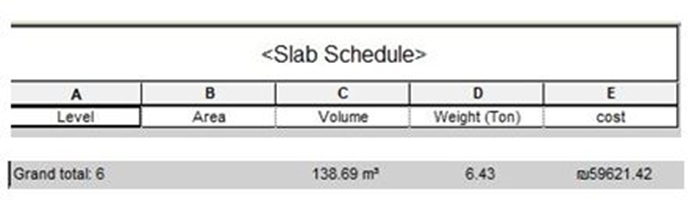 <Slab Schedule>
A B C D E
Level Area Volume Weight (Ton) cost
Grand total: 6 138.69 m³ 6.43 ₪59621.42